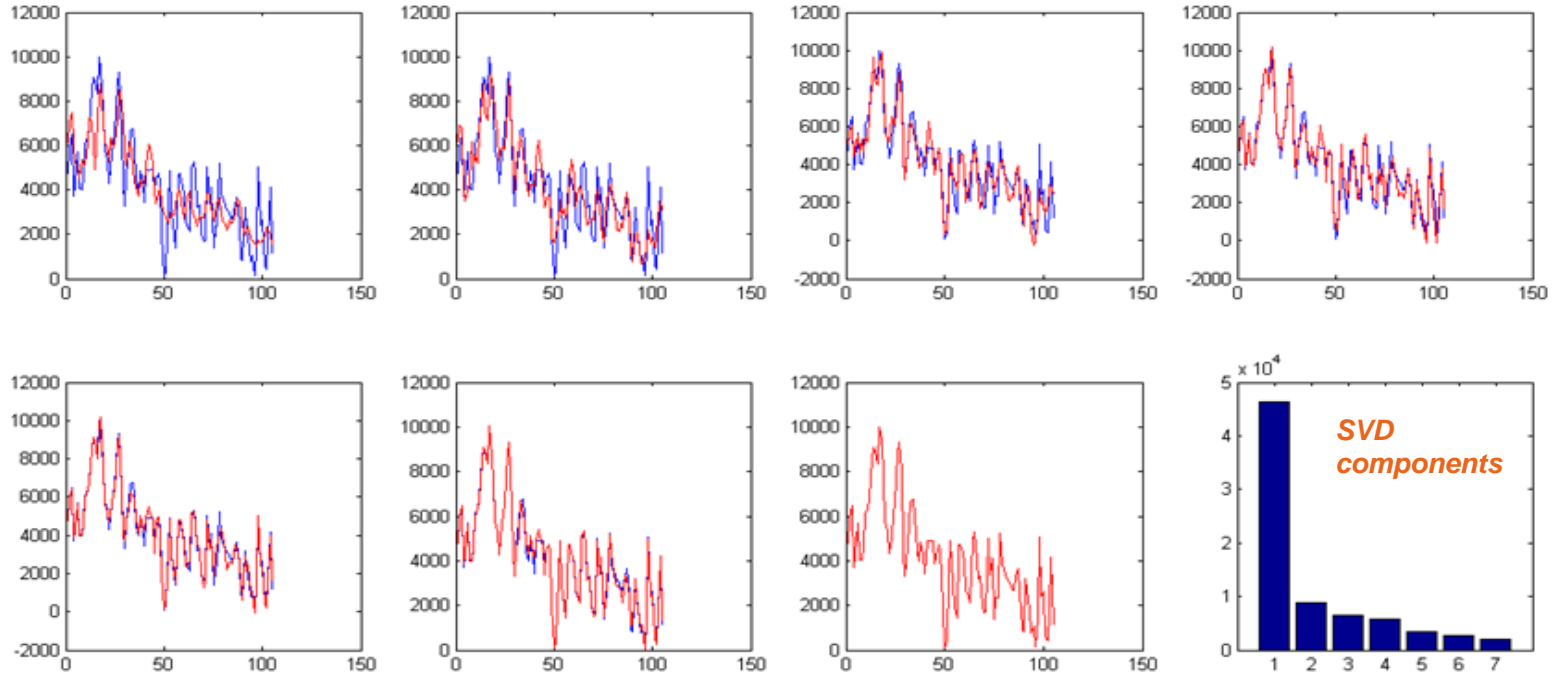 12000 12000 12000 12000
10000 10000 10000 10000
8000 8000 8000 8000
6000 6000 6000 6000
4000 4000 4000 4000
2000 2000 2000 2000
0 0 0 0
-2000 -2000
0 50 100 150 0 50 100 150 0 50 100 150 0 50 100 150
12000 12000 12000 5 x 10^4
10000 10000 10000
8000 8000 8000 4
6000 6000 6000 3
4000 4000 4000 2
2000 2000 2000 1
0 0 0 0
-2000
0 50 100 150 0 50 100 150 0 50 100 150 1 2 3 4 5 6 7
SVD
components